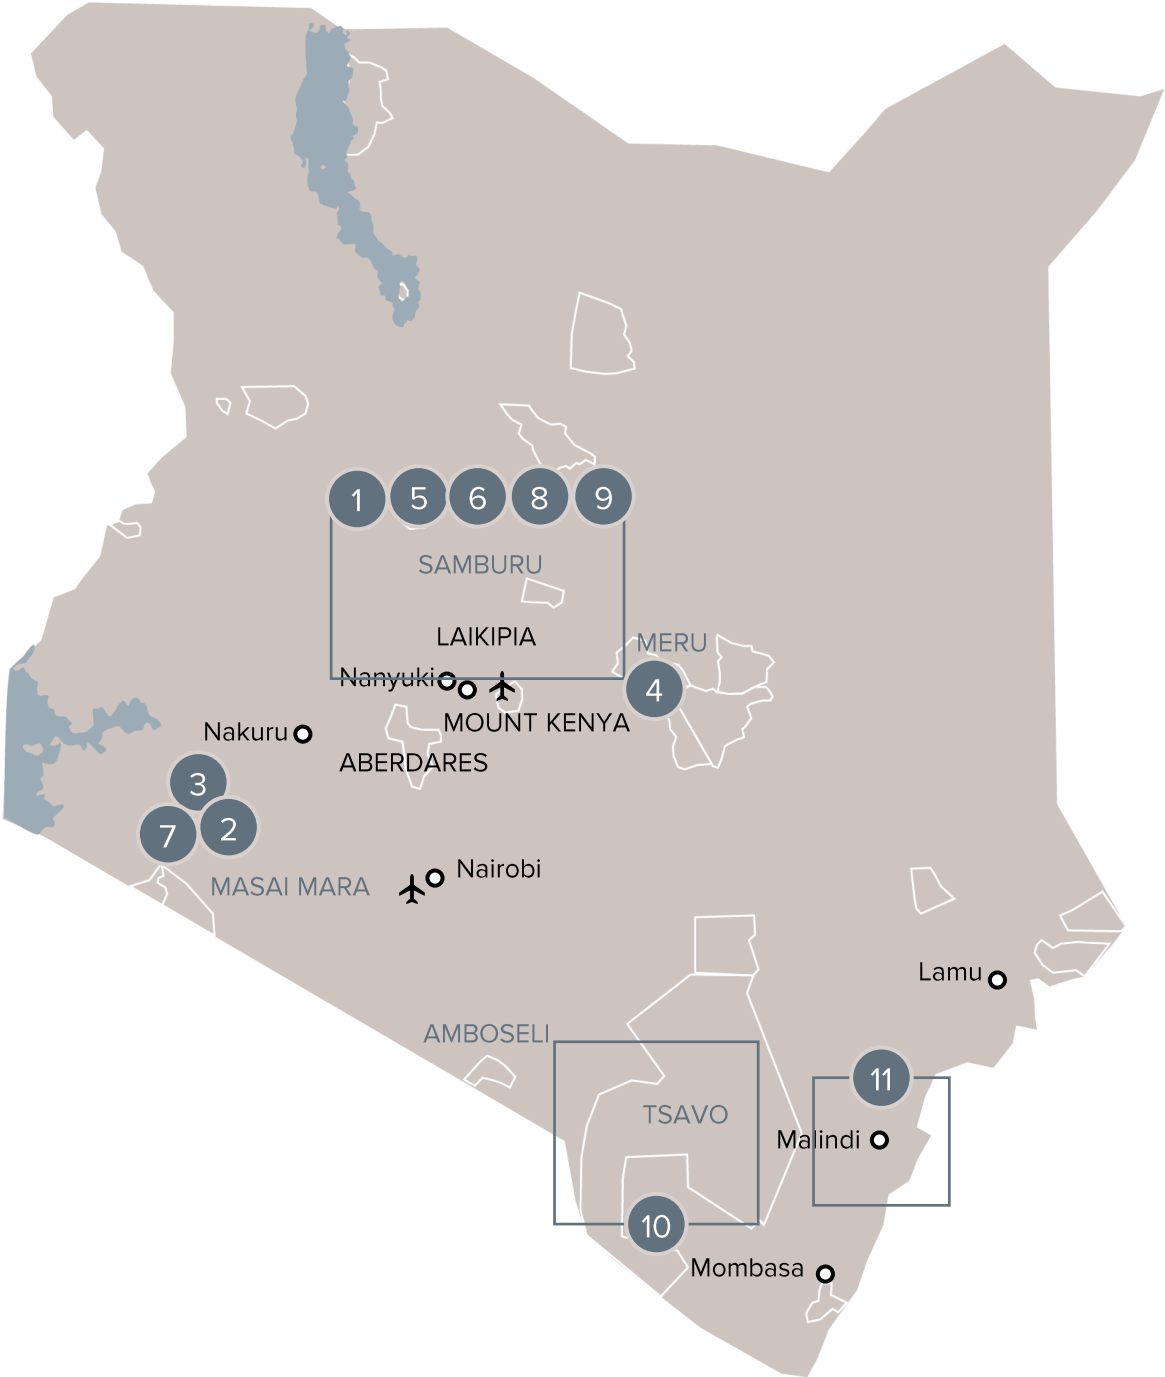 1 5 6 8 9
SAMBURU
LAIKIPIA
MERU
Nanyuki
4
MOUNT KENYA
Nakuru
ABERDARES
3
7 2
MASAI MARA
Nairobi
Lamu
AMBOSELI
11
TSAVO
Malindi
10
Mombasa